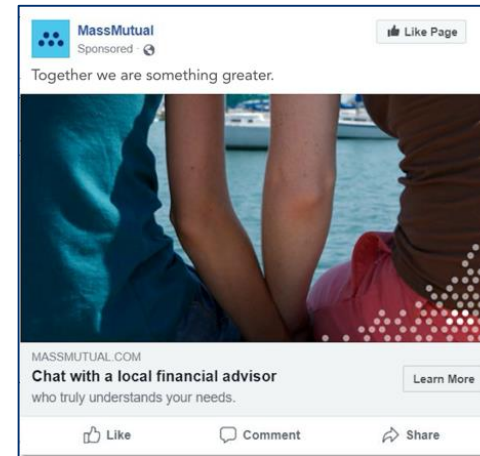 MassMutual
Like Page
Sponsored ·
Together we are something greater.
MASSMUTUAL.COM
Chat with a local financial advisor
who truly understands your needs.
Learn More
Like
Comment
Share